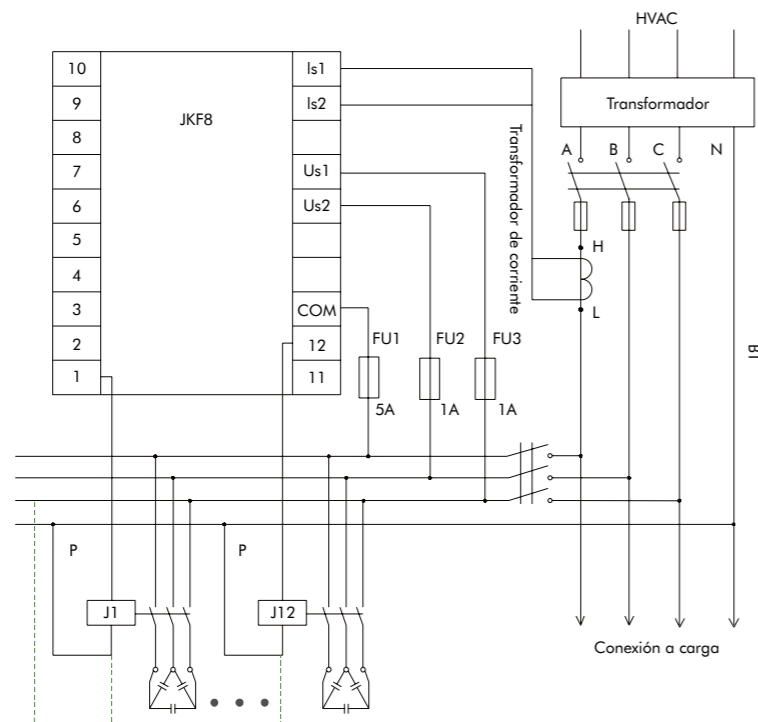 HVAC
Transformador
A
B
C
N
JKF8
10
9
8
7
6
5
4
3
2
1
Is1
Is2
Us1
Us2
COM
12
11
Transformador de corriente
H
L
BT
FU1
FU2
FU3
5A
1A
1A
P
P
J1
J12
Conexión a carga